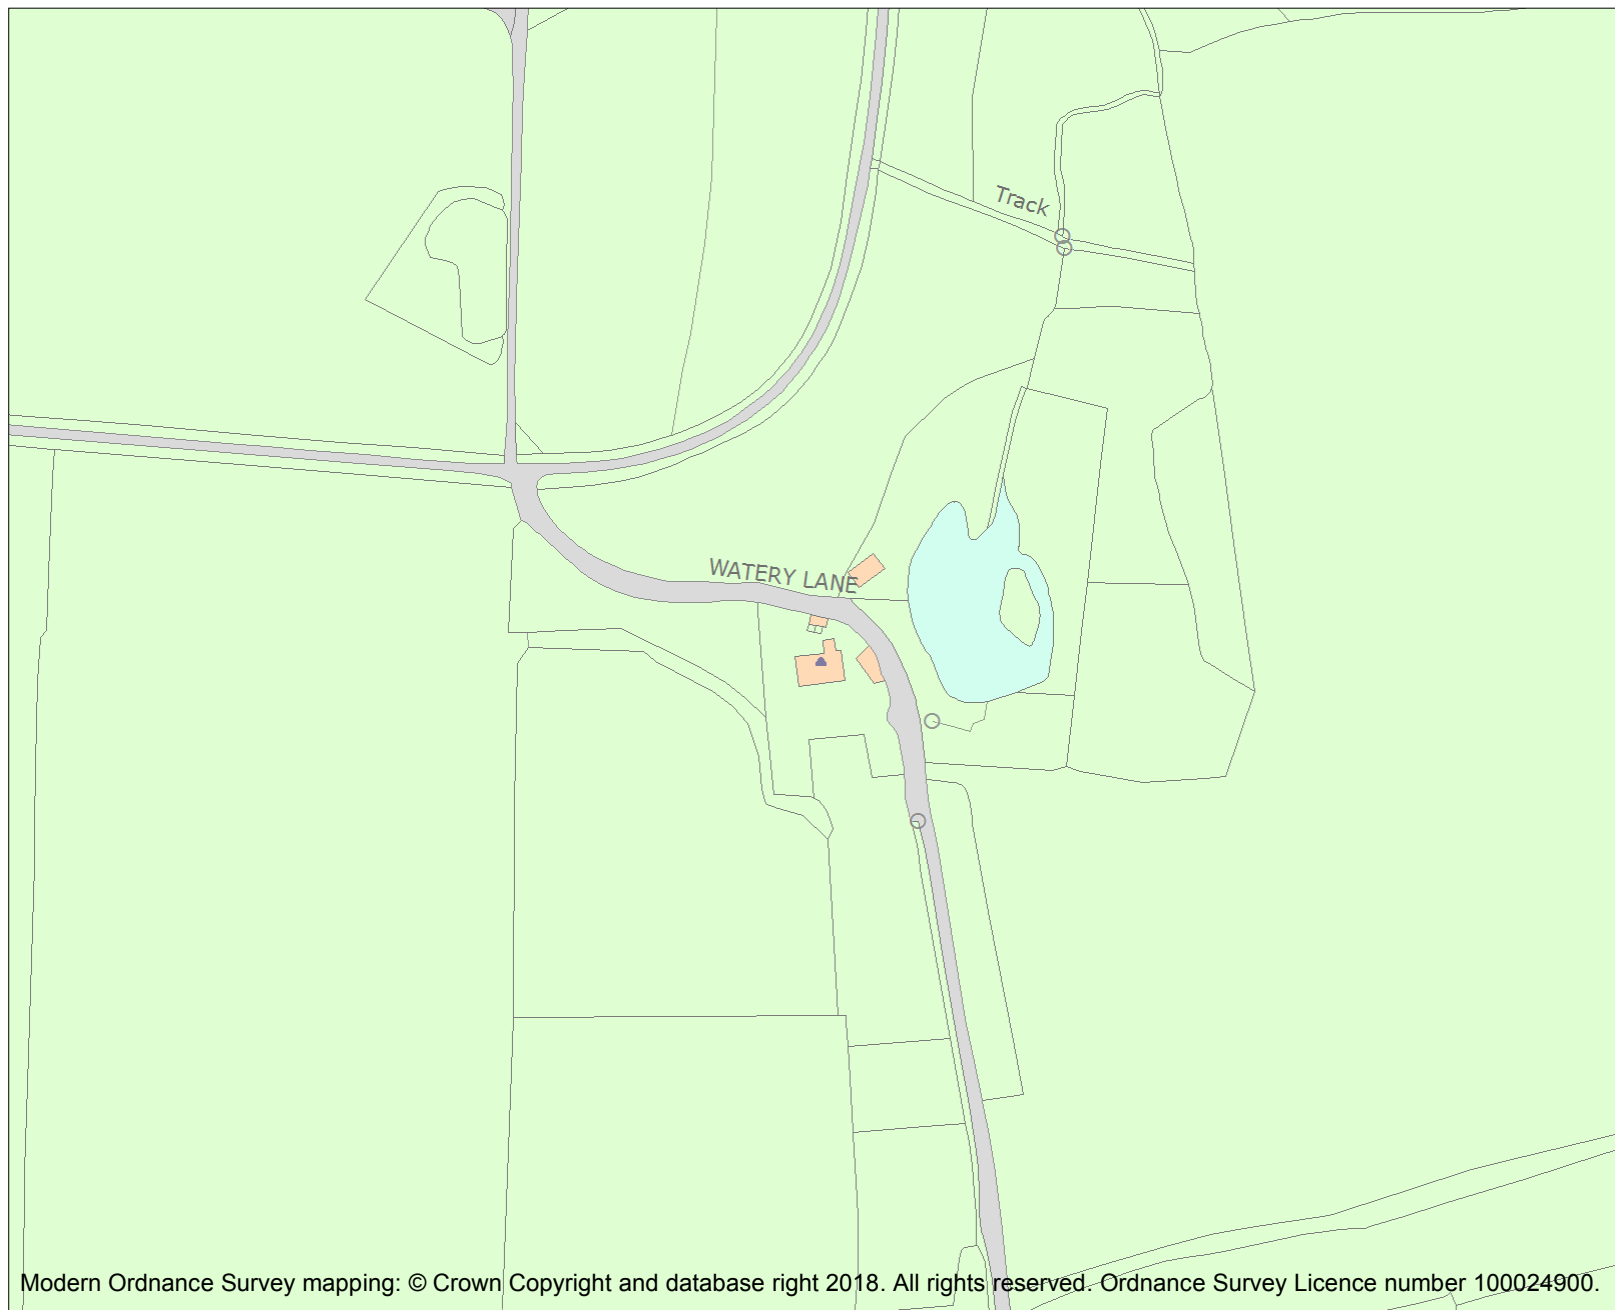 Track
WATERY LANE
Modern Ordnance Survey mapping: © Crown Copyright and database right 2018. All rights reserved. Ordnance Survey Licence number 100024900.